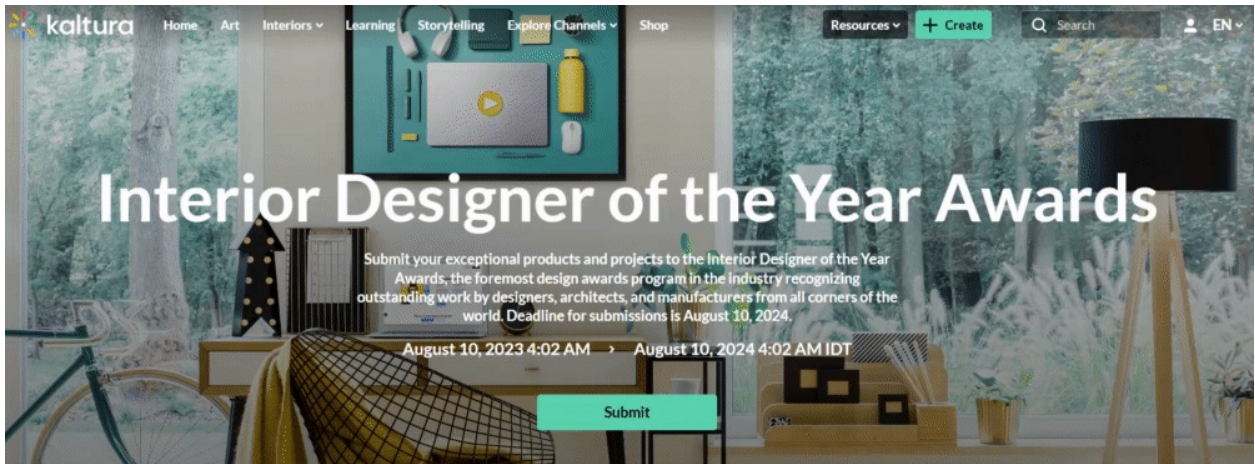 kaltura Home Art Interiors Learning Storytelling Explore Channels Shop Resources + Create Search EN
Interior Designer of the Year Awards
Submit your exceptional products and projects to the Interior Designer of the Year
Awards, the foremost design awards program in the industry recognizing
outstanding work by designers, architects, and manufacturers from all corners of the
world. Deadline for submissions is August 10, 2024.
August 10, 2023 4:02 AM > August 10, 2024 4:02 AM IDT
Submit